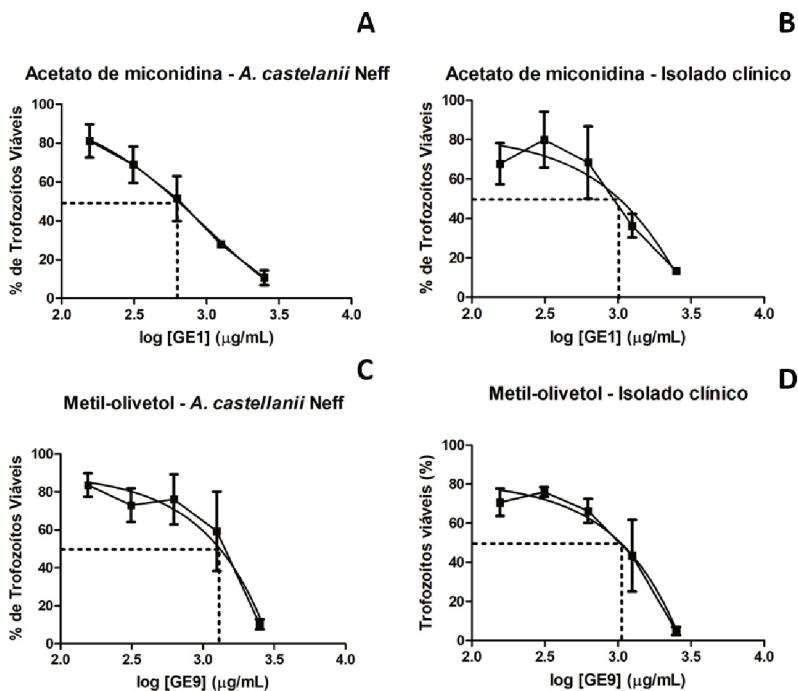 A
Acetato de miconidina - A. castelanii Neff
% de Trofozoítos Viáveis
100
80
60
40
20
0
2.0 2.5 3.0 3.5 4.0
log [GE1] (μg/mL)
B
Acetato de miconidina - Isolado clínico
% de Trofozoítos Viáveis
100
80
60
40
20
0
2.0 2.5 3.0 3.5 4.0
log [GE1] (μg/mL)
C
Metil-olivetol - A. castellanii Neff
% de Trofozoítos Viáveis
100
80
60
40
20
0
2.0 2.5 3.0 3.5 4.0
log [GE9] (μg/mL)
D
Metil-olivetol - Isolado clínico
Trofozoítos viáveis (%)
100
80
60
40
20
0
2.0 2.5 3.0 3.5 4.0
log [GE9] (μg/mL)